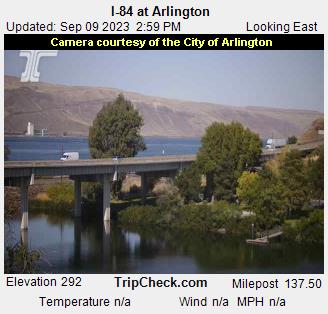 I-84 at Arlington
Updated: Sep 09 2023 2:59 PM Looking East
Camera courtesy of the City of Arlington
Elevation 292 TripCheck.com Milepost 137.50
Temperature n/a Wind n/a MPH n/a